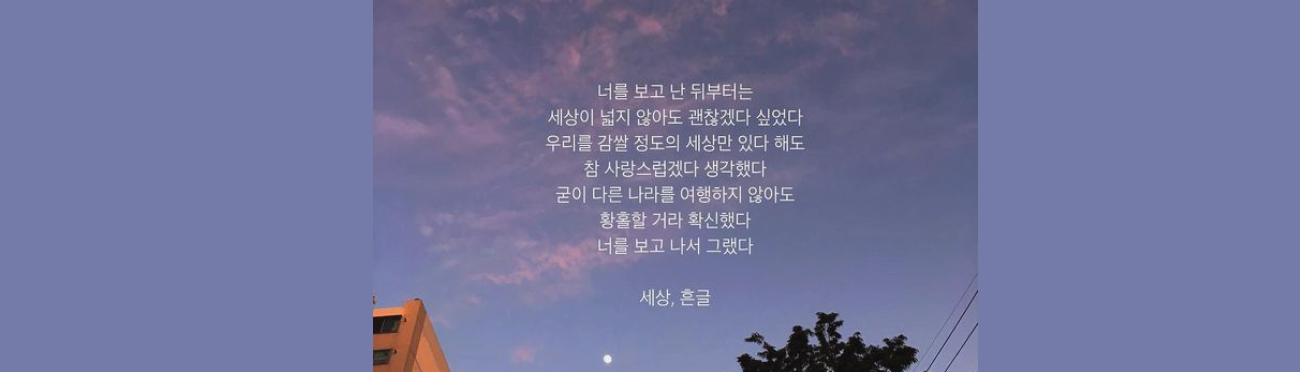 너를 보고 난 뒤부터는
세상이 넓지 않아도 괜찮겠다 싶었다
우리를 감쌀 정도의 세상만 있다 해도
참 사랑스럽겠다 생각했다
굳이 다른 나라를 여행하지 않아도
황홀할 거라 확신했다
너를 보고 나서 그랬다
세상, 흔글